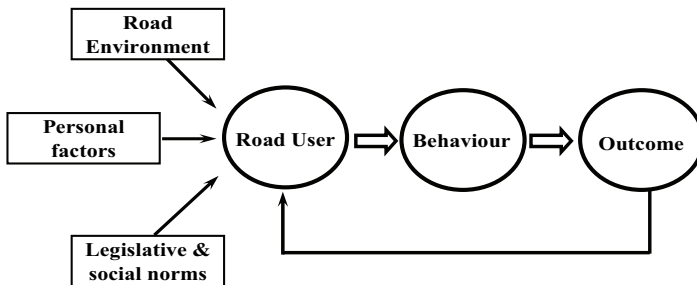 Road
Environment
Personal
factors
Legislative &
social norms
Road User
Behaviour
Outcome